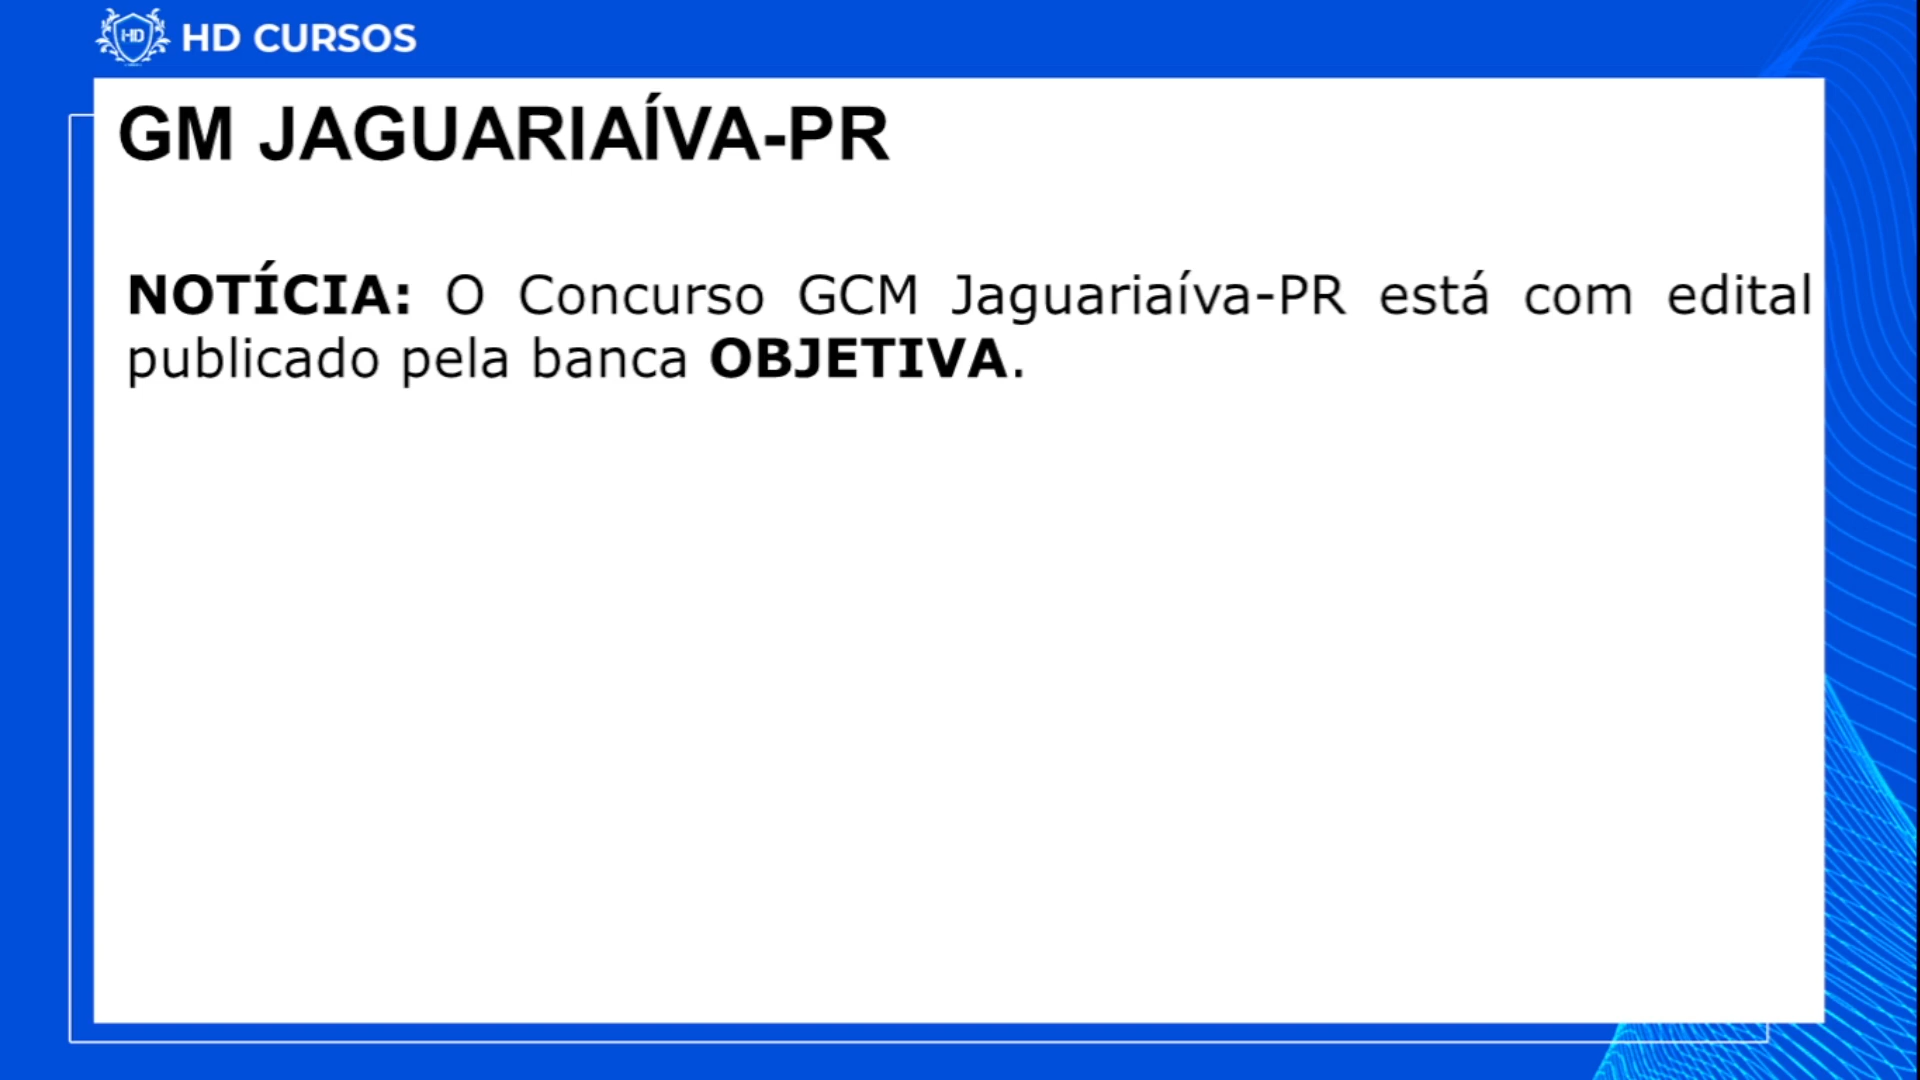 HD CURSOS
GM JAGUARIAÍVA-PR
NOTÍCIA: O Concurso GCM Jaguariaíva-PR está com edital
publicado pela banca OBJETIVA.